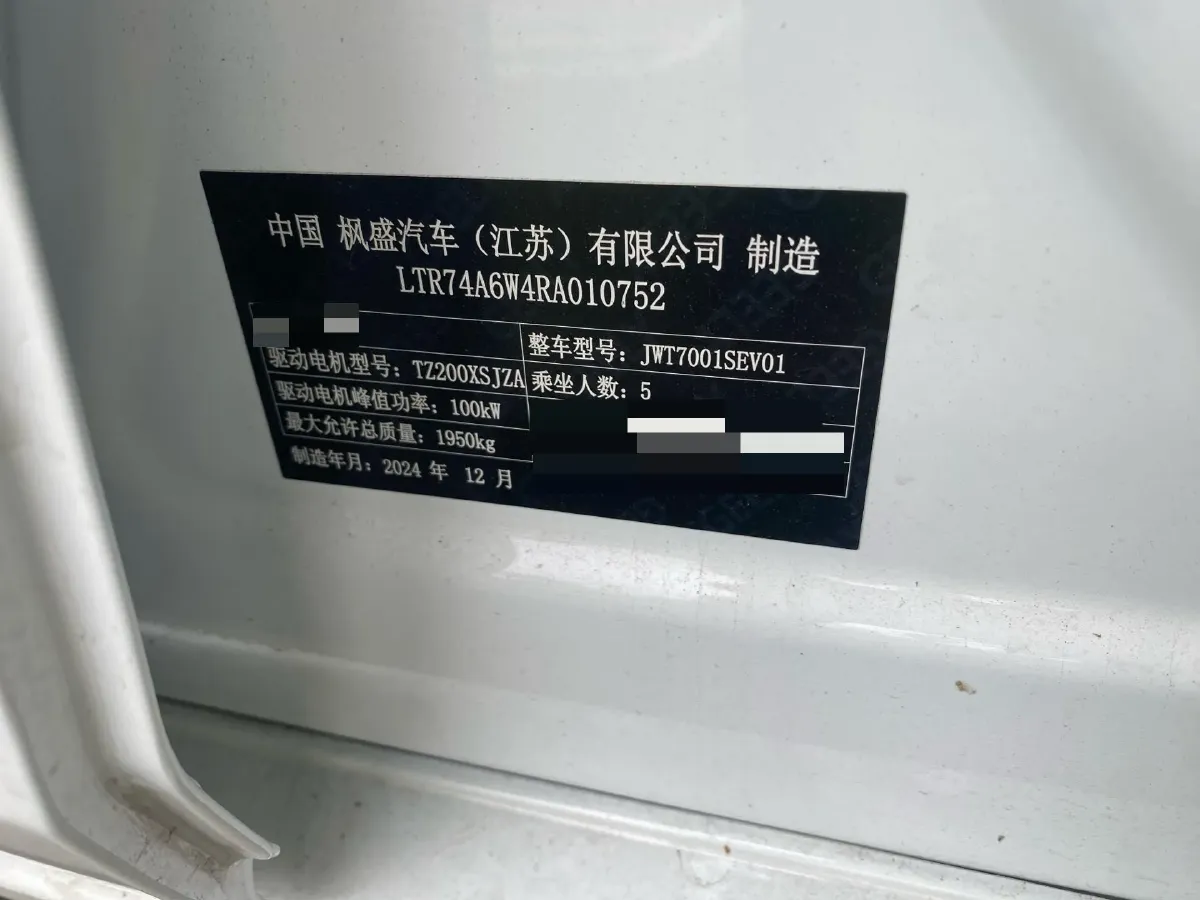 中国 枫盛汽车（江苏）有限公司 制造
LTR74A6W4RA010752
整车型号：JWT7001SEV01
驱动电机型号：TZ200XSJZA
乘坐人数：5
驱动电机峰值功率：100kW
最大允许总质量：1950kg
制造年月：2024 年 12 月